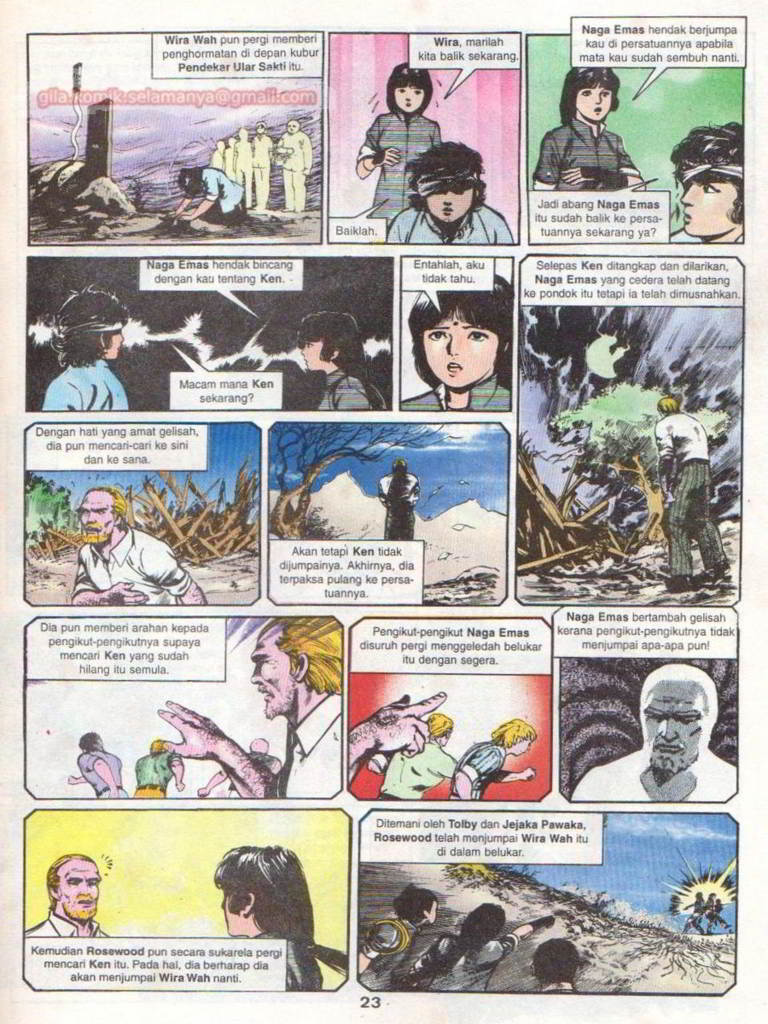 Wira Wah pun pergi memberi
penghormatan di depan kubur
Pendekar Ular Sakti itu.
gila.komik.selamanya@gmail.com
Wira, marilah
kita balik sekarang.
Baiklah.
Naga Emas hendak berjumpa
kau di persatuannya apabila
mata kau sudah sembuh nanti.
Jadi abang Naga Emas
itu sudah balik ke persa-
tuannya sekarang ya?
Naga Emas hendak bincang
dengan kau tentang Ken.
Macam mana Ken
sekarang?
Entahlah, aku
tidak tahu.
Selepas Ken ditangkap dan dilarikan,
Naga Emas yang cedera telah datang
ke pondok itu tetapi ia telah dimusnahkan.
Dengan hati yang amat gelisah,
dia pun mencari-cari ke sini
dan ke sana.
Akan tetapi Ken tidak
dijumpainya. Akhirnya, dia
terpaksa pulang ke persa-
tuannya.
Dia pun memberi arahan kepada
pengikut-pengikutnya supaya
mencari Ken yang sudah
hilang itu semula.
Pengikut-pengikut Naga Emas
disuruh pergi menggeledah belukar
itu dengan segera.
Naga Emas bertambah gelisah
kerana pengikut-pengikutnya tidak
menjumpai apa-apa pun!
Kemudian Rosewood pun secara sukarela pergi
mencari Ken itu. Pada hal, dia berharap dia
akan menjumpai Wira Wah nanti.
Ditemani oleh Tolby dan Jejaka Pawaka,
Rosewood telah menjumpai Wira Wah itu
di dalam belukar.
23